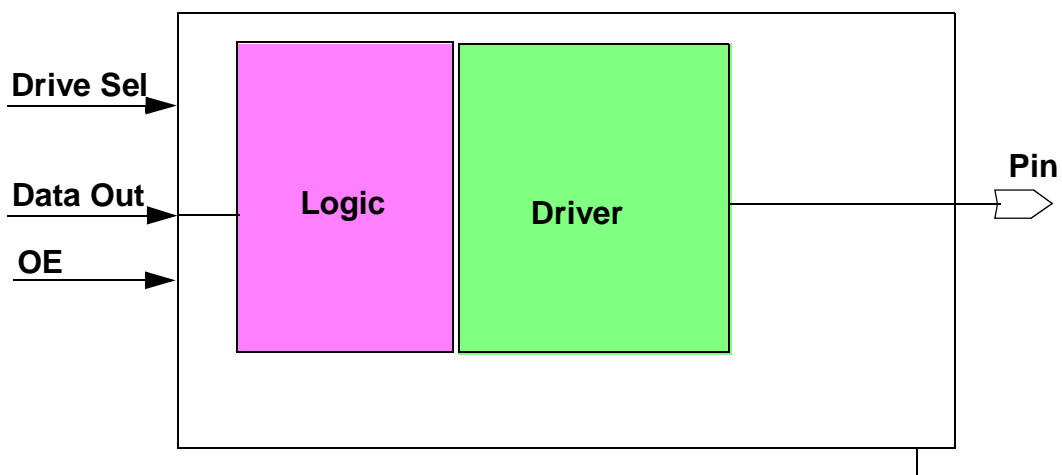 Drive Sel
Data Out
OE
Logic
Driver
Pin